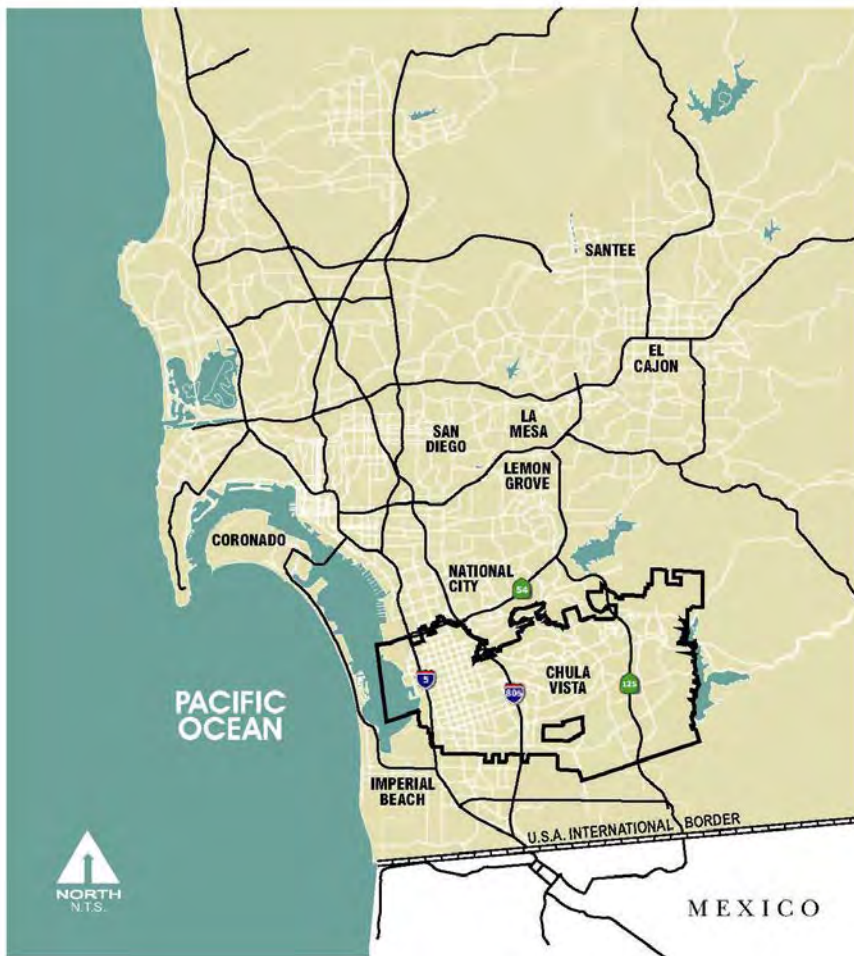 SANTEE
EL
CAJON
LA
MESA
SAN
DIEGO
LEMON
GROVE
CORONADO
NATIONAL
CITY
54
CHULA
VISTA
5
805
125
PACIFIC
OCEAN
IMPERIAL
BEACH
U.S.A. INTERNATIONAL BORDER
NORTH
N.T.S.
MEXICO